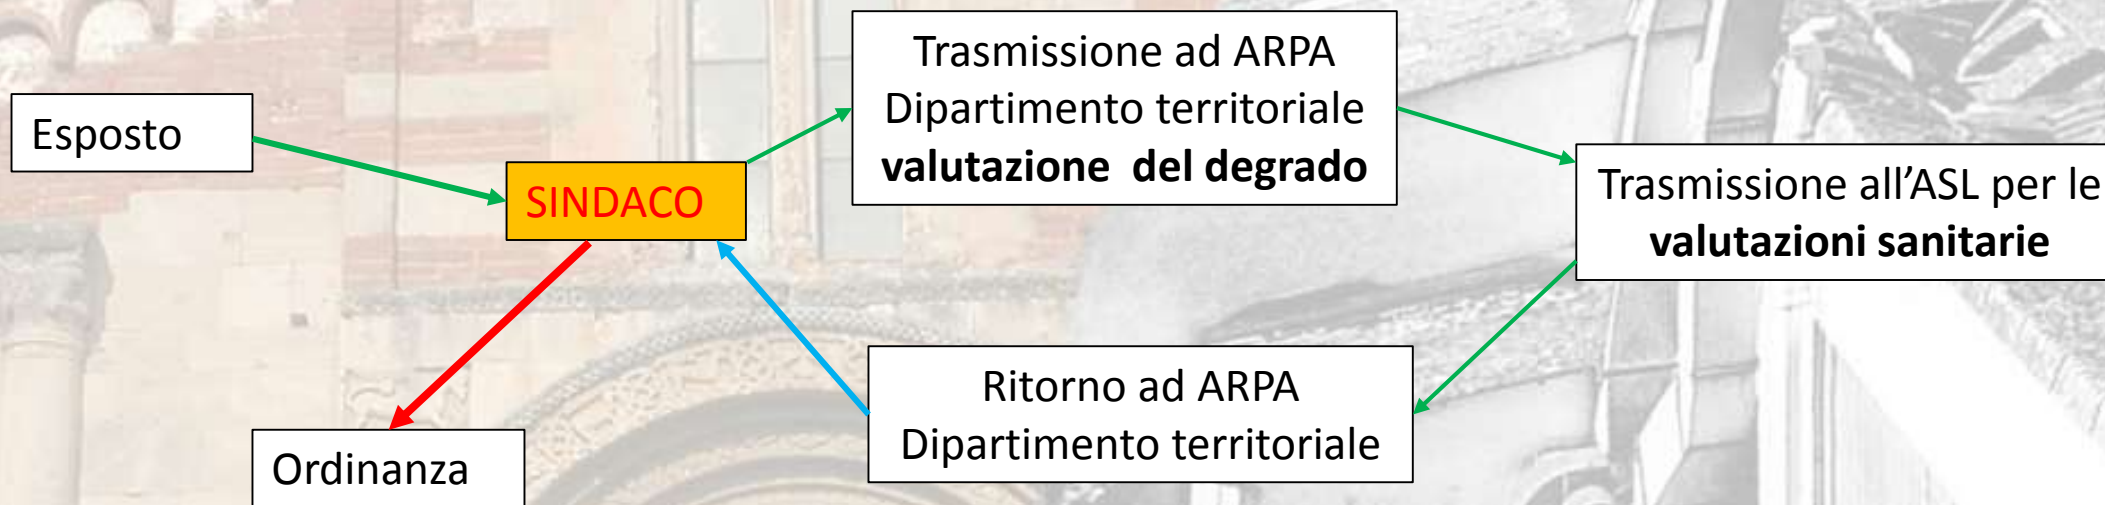 Esposto
SINDACO
Trasmissione ad ARPA
Dipartimento territoriale
valutazione  del degrado
Trasmissione all’ASL per le
valutazioni sanitarie
Ritorno ad ARPA
Dipartimento territoriale
Ordinanza